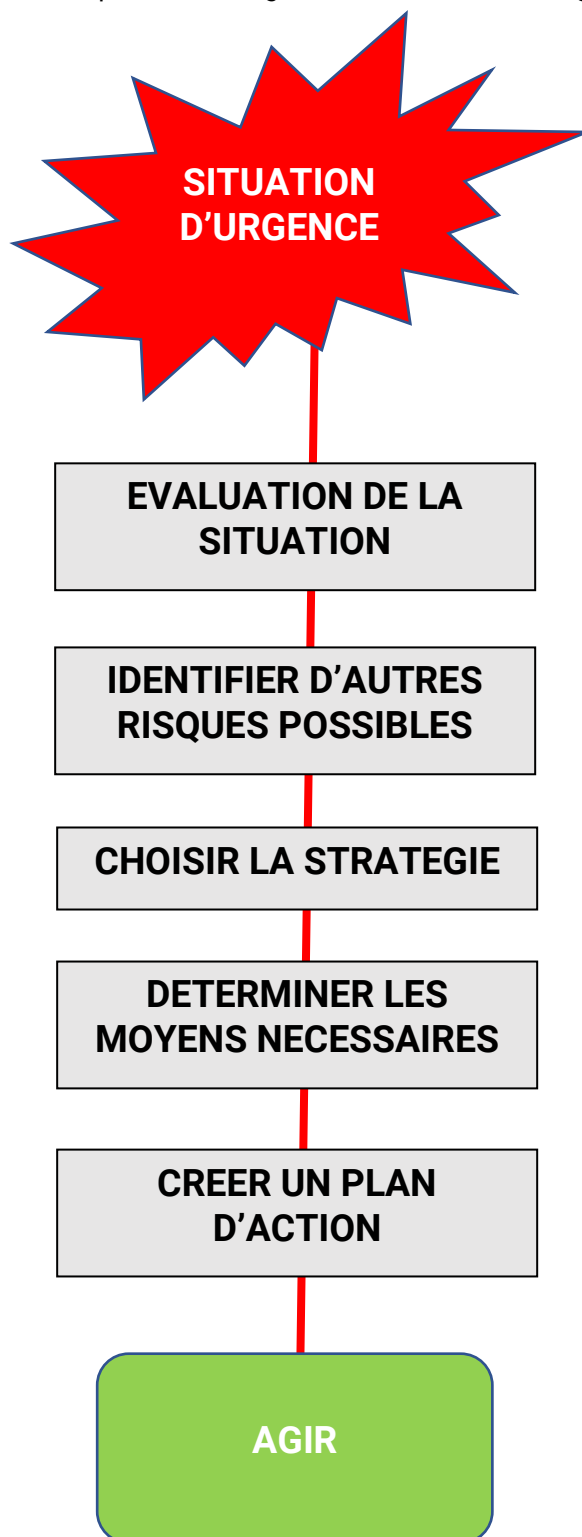 SITUATION
D’URGENCE
EVALUATION DE LA
SITUATION
IDENTIFIER D’AUTRES
RISQUES POSSIBLES
CHOISIR LA STRATEGIE
DETERMINER LES
MOYENS NECESSAIRES
CREER UN PLAN
D’ACTION
AGIR